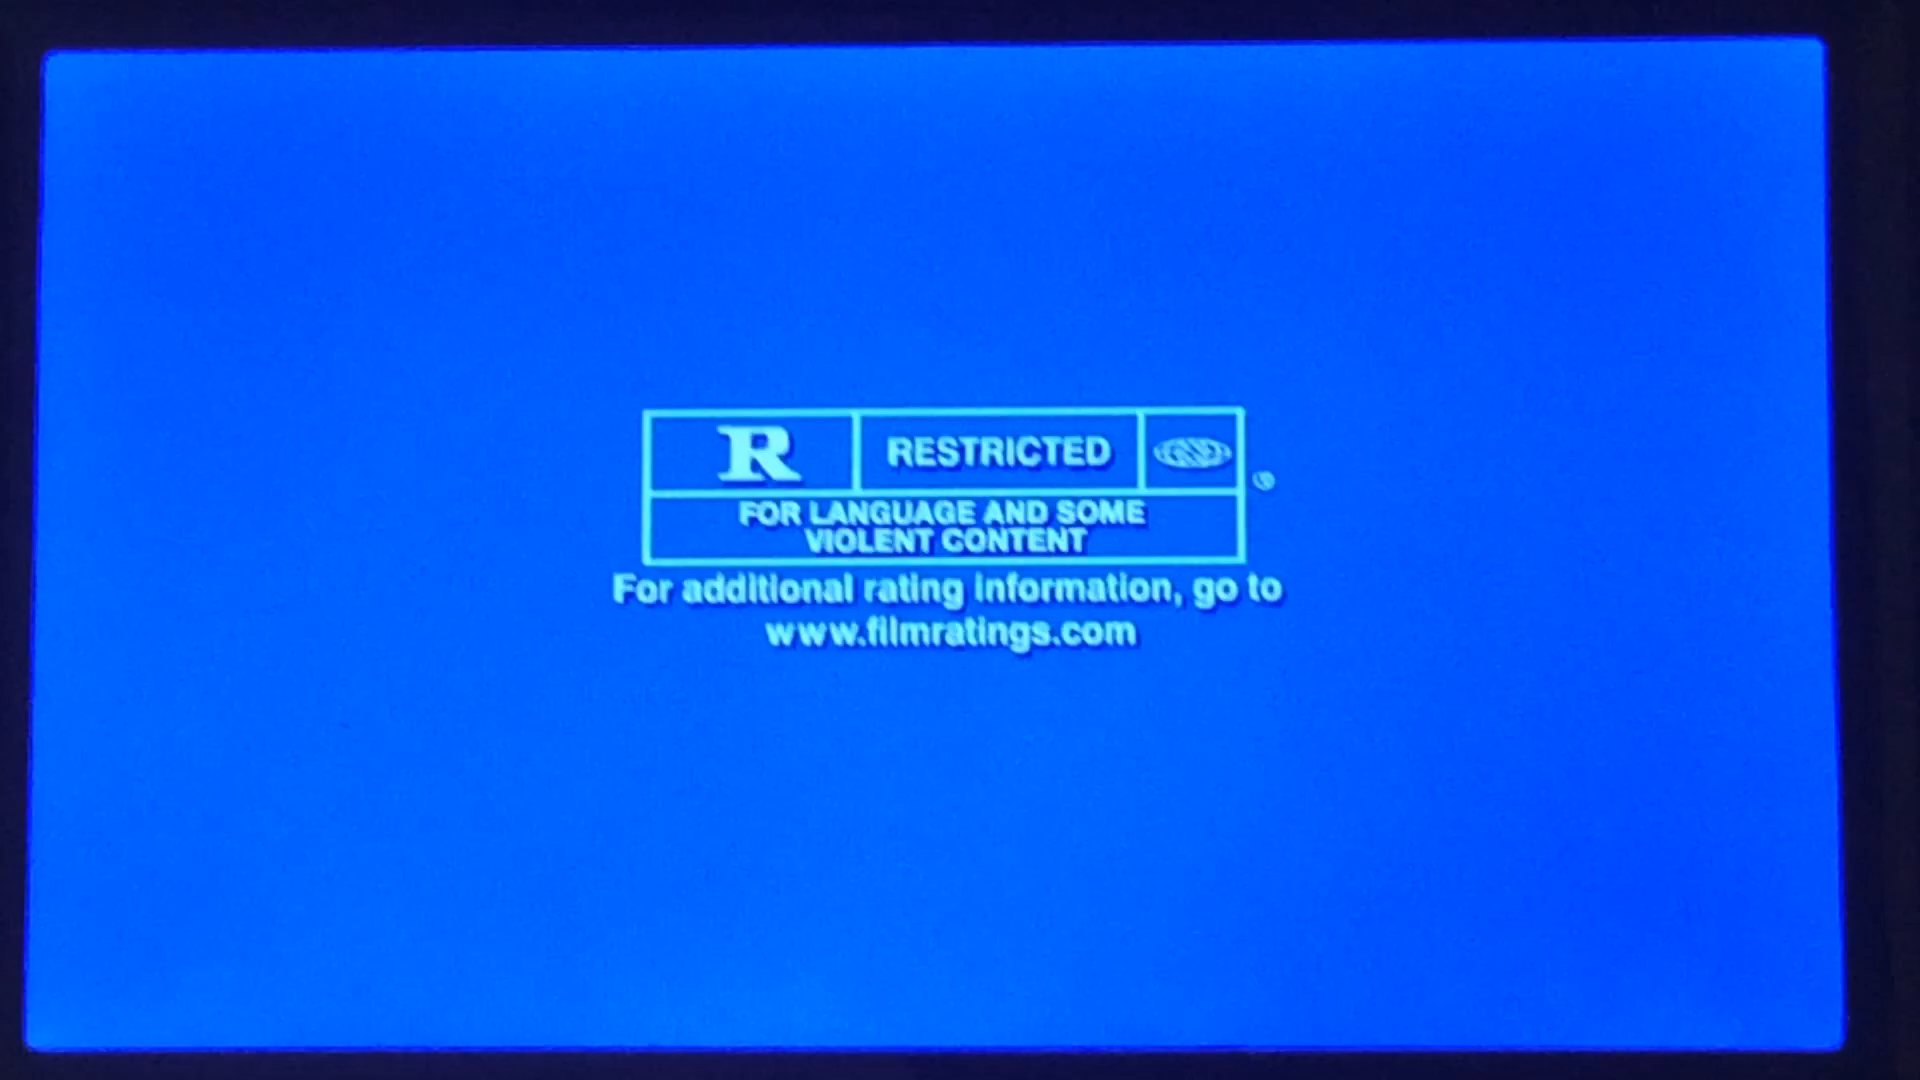 R RESTRICTED ®
FOR LANGUAGE AND SOME
VIOLENT CONTENT
For additional rating information, go to
www.filmratings.com